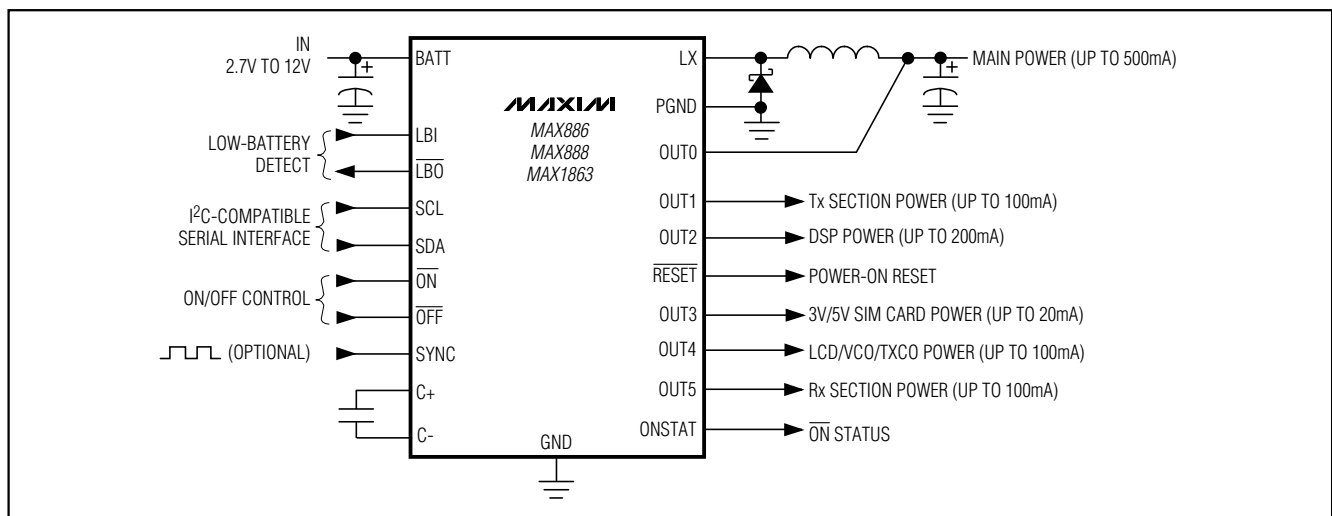 IN
2.7V TO 12V
BATT
LX
MAIN POWER (UP TO 500mA)
MAXIM
PGND
MAX886
MAX888
MAX1863
LOW-BATTERY
DETECT
LBI
LBO
OUT0
I²C-COMPATIBLE
SERIAL INTERFACE
SCL
SDA
OUT1
Tx SECTION POWER (UP TO 100mA)
OUT2
DSP POWER (UP TO 200mA)
ON/OFF CONTROL
ON
OFF
RESET
POWER-ON RESET
OUT3
3V/5V SIM CARD POWER (UP TO 20mA)
(OPTIONAL)
SYNC
OUT4
LCD/VCO/TXCO POWER (UP TO 100mA)
C+
OUT5
Rx SECTION POWER (UP TO 100mA)
C-
ONSTAT
ON STATUS
GND